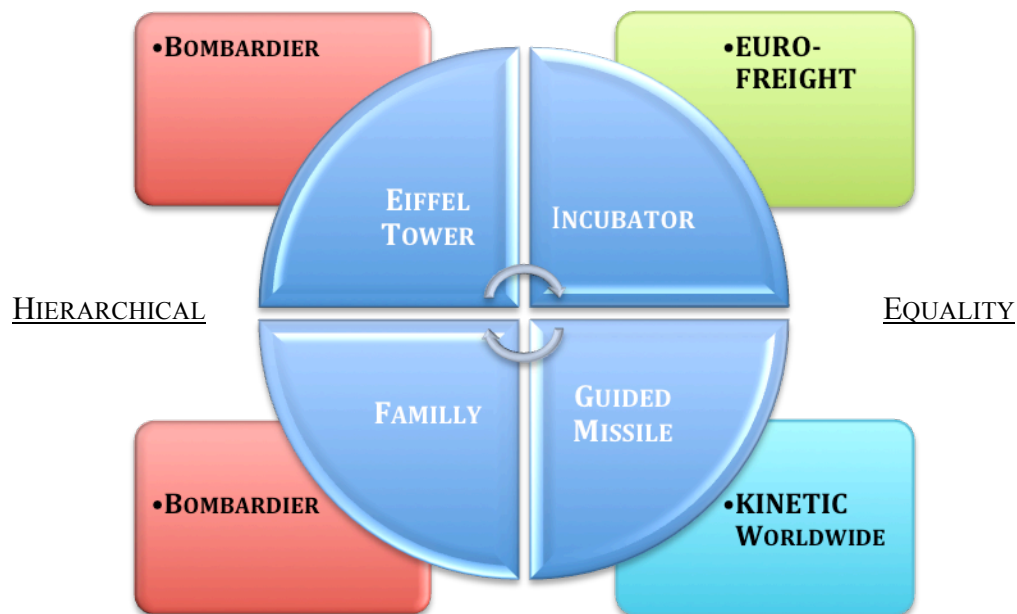 •BOMBARDIER
•EURO-
FREIGHT
EIFFEL
TOWER
INCUBATOR
HIERARCHICAL
EQUALITY
FAMILLY
GUIDED
MISSILE
•BOMBARDIER
•KINETIC
WORLDWIDE